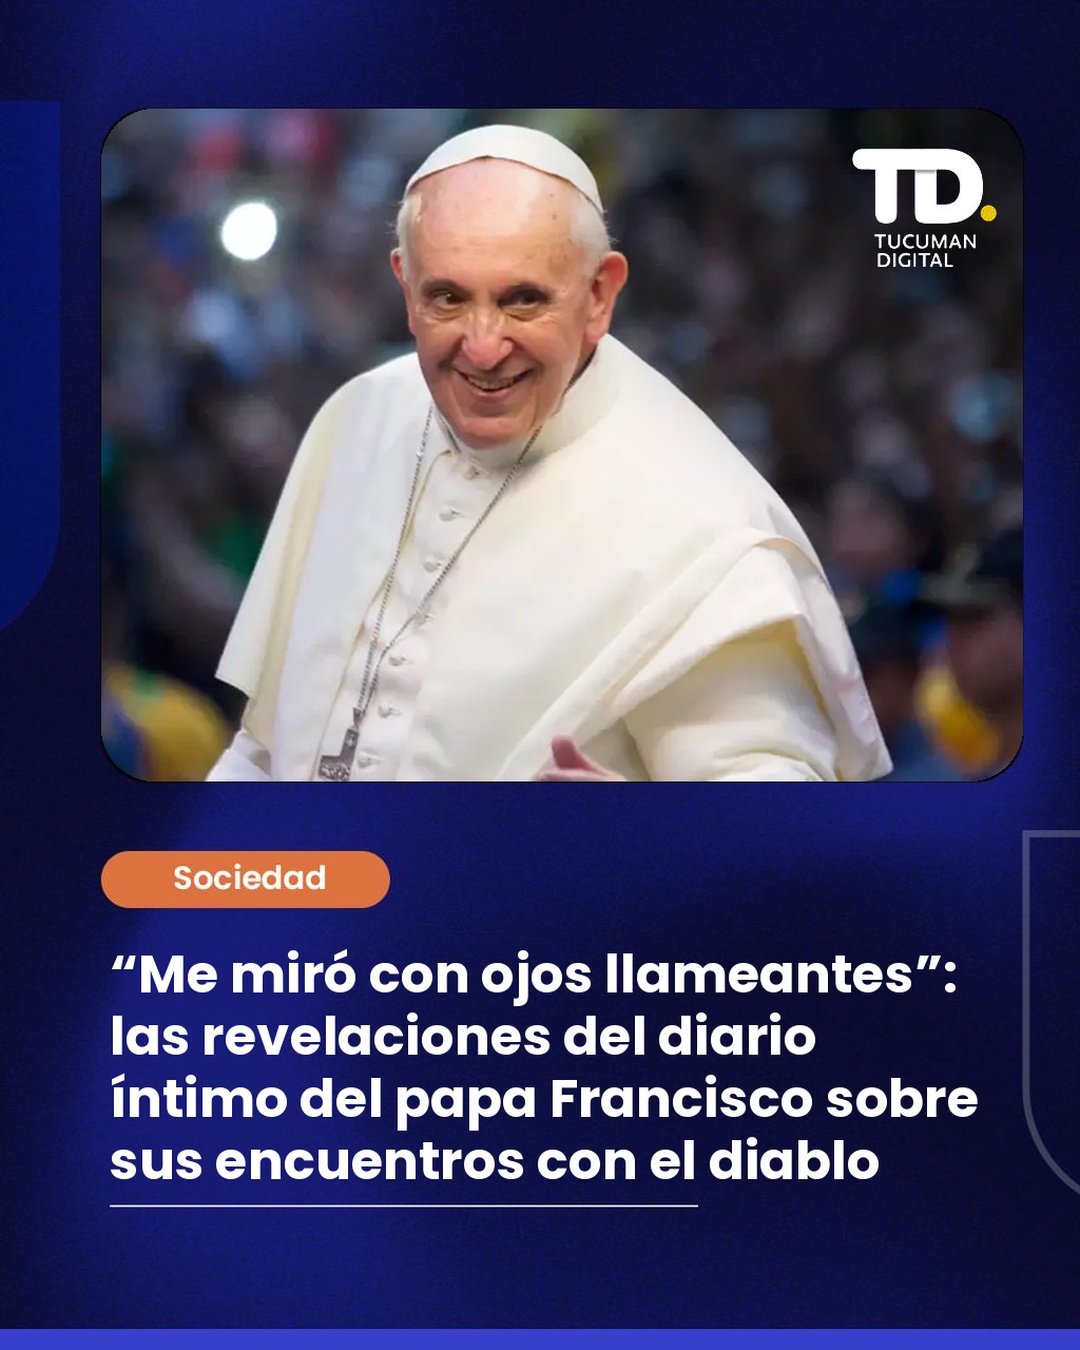 TD.
TUCUMAN
DIGITAL
Sociedad
“Me miró con ojos llameantes”:
las revelaciones del diario
íntimo del papa Francisco sobre
sus encuentros con el diablo